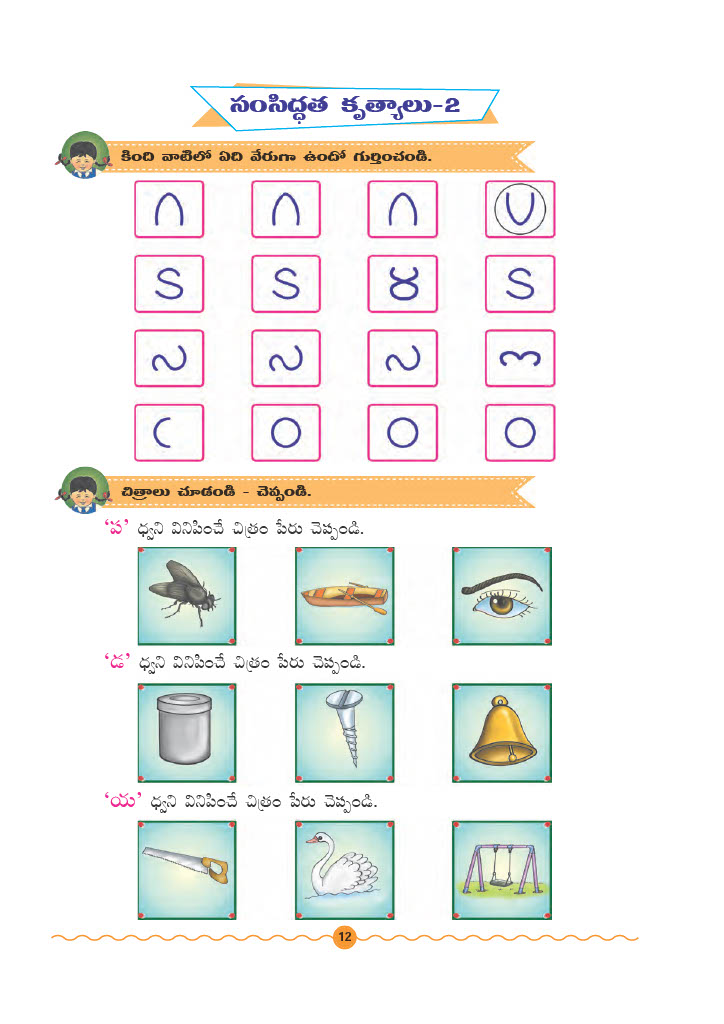 సంసిద్ధత కృత్యాలు-2
కింది వాటిలో ఏది వేరుగా ఉందో గుర్తించండి.
చిత్రాలు చూడండి - చెప్పండి.
‘ప’ ధ్వని వినిపించే చిత్రం పేరు చెప్పండి.
‘డ’ ధ్వని వినిపించే చిత్రం పేరు చెప్పండి.
‘య’ ధ్వని వినిపించే చిత్రం పేరు చెప్పండి.
12